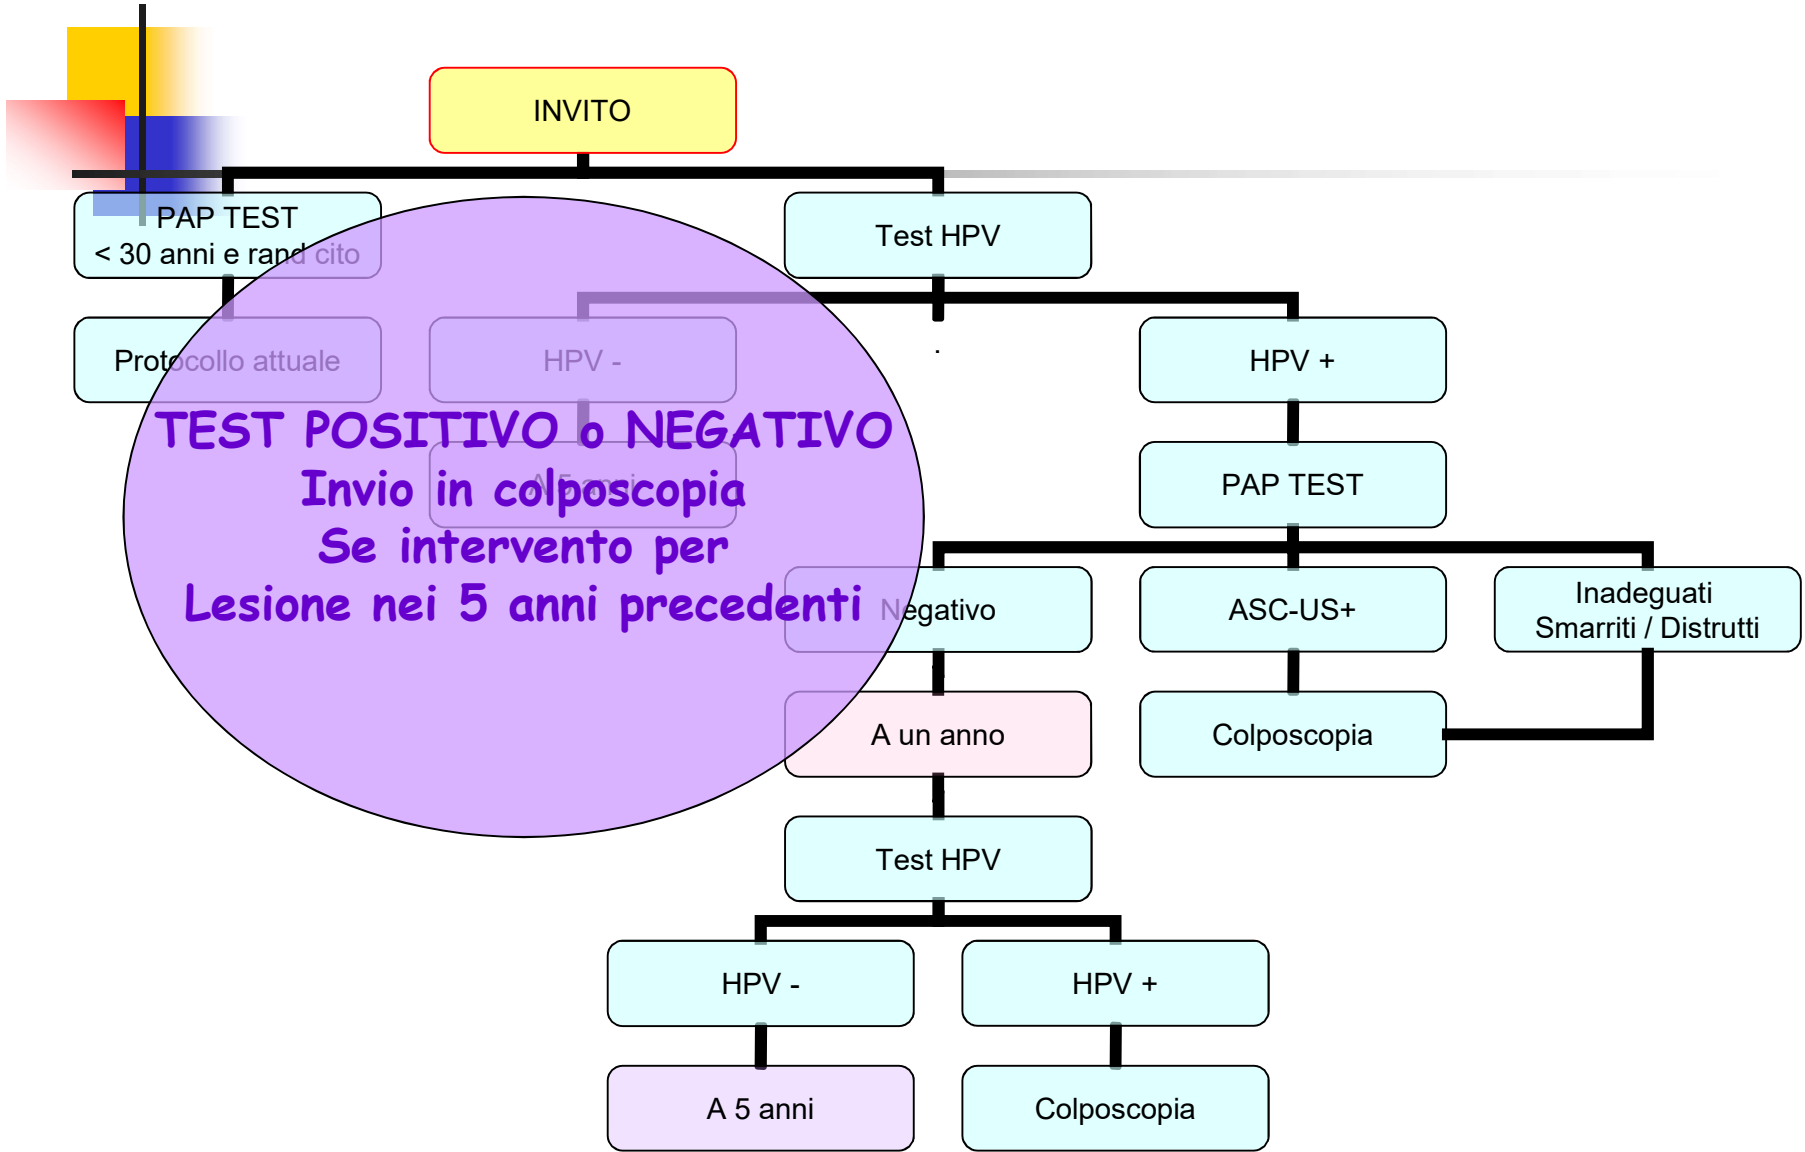 INVITO
PAP TEST
< 30 anni e rand cito
Test HPV
Protocollo attuale
HPV -
.
HPV +
TEST POSITIVO o NEGATIVO
Invio in colposcopia
Se intervento per
Lesione nei 5 anni precedenti
A 5 anni
PAP TEST
Negativo
ASC-US+
Inadeguati
Smarriti / Distrutti
A un anno
Colposcopia
Test HPV
HPV -
HPV +
A 5 anni
Colposcopia